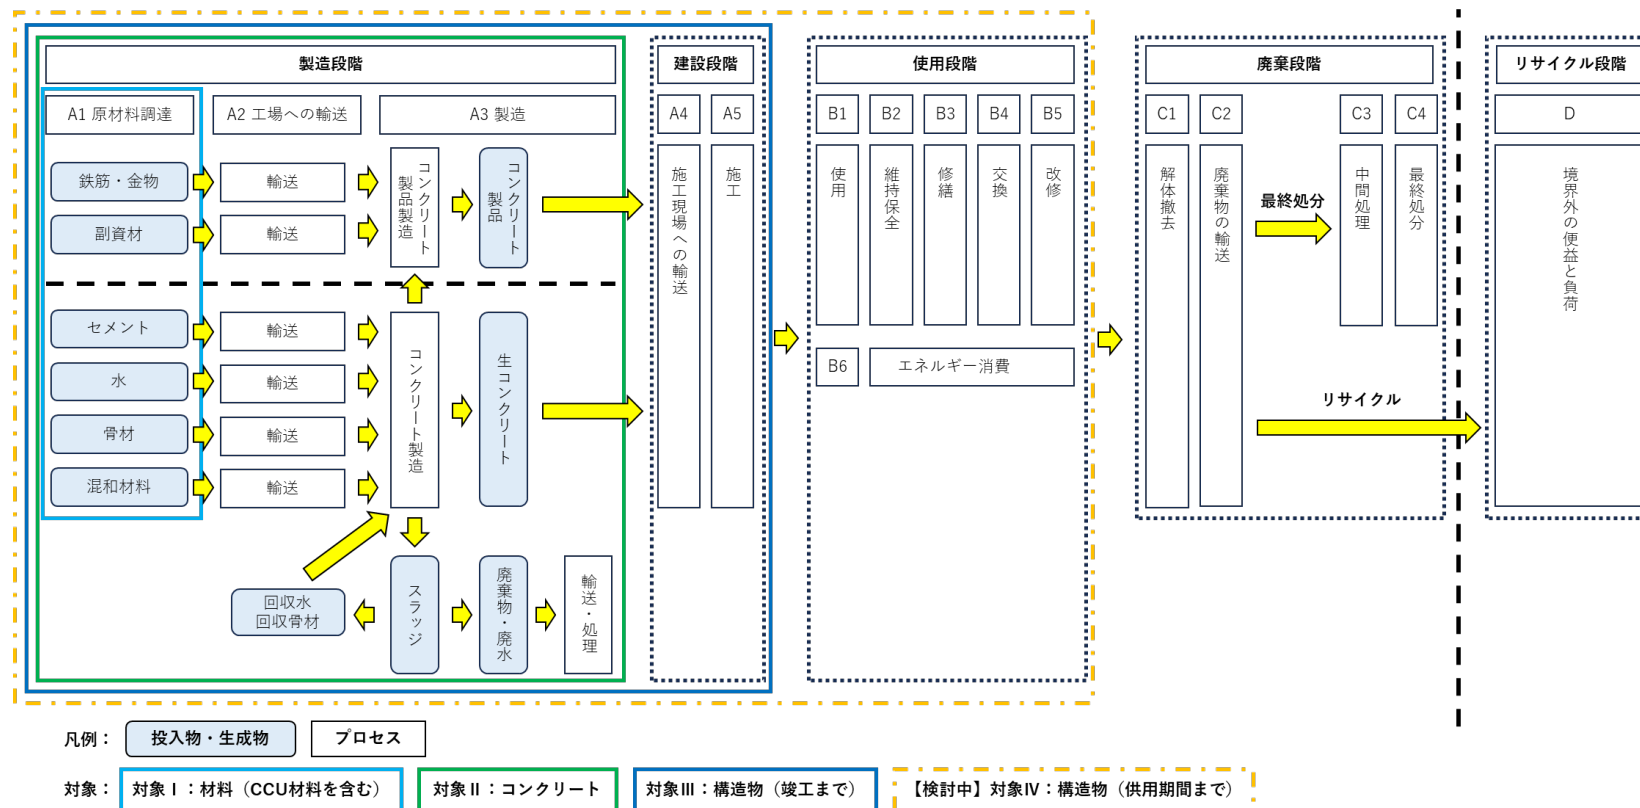 製造段階
建設段階
使用段階
廃棄段階
リサイクル段階
A1 原材料調達
A2 工場への輸送
A3 製造
A4
A5
B1
B2
B3
B4
B5
C1
C2
C3
C4
D
鉄筋・金物
輸送
副資材
輸送
コンクリート
製品製造
コンクリート
製品
セメント
輸送
水
輸送
骨材
輸送
混和材料
輸送
コンクリート製造
生コンクリート
回収水
回収骨材
スラッジ
廃棄物・廃水
輸送・処理
施工現場への輸送
施工
使用
維持保全
修繕
交換
改修
B6
エネルギー消費
解体撤去
廃棄物の輸送
最終処分
中間処理
最終処分
リサイクル
境界外の便益と負荷
凡例：
投入物・生成物
プロセス
対象：
対象Ⅰ：材料（CCU材料を含む）
対象Ⅱ：コンクリート
対象Ⅲ：構造物（竣工まで）
【検討中】対象Ⅳ：構造物（供用期間まで）